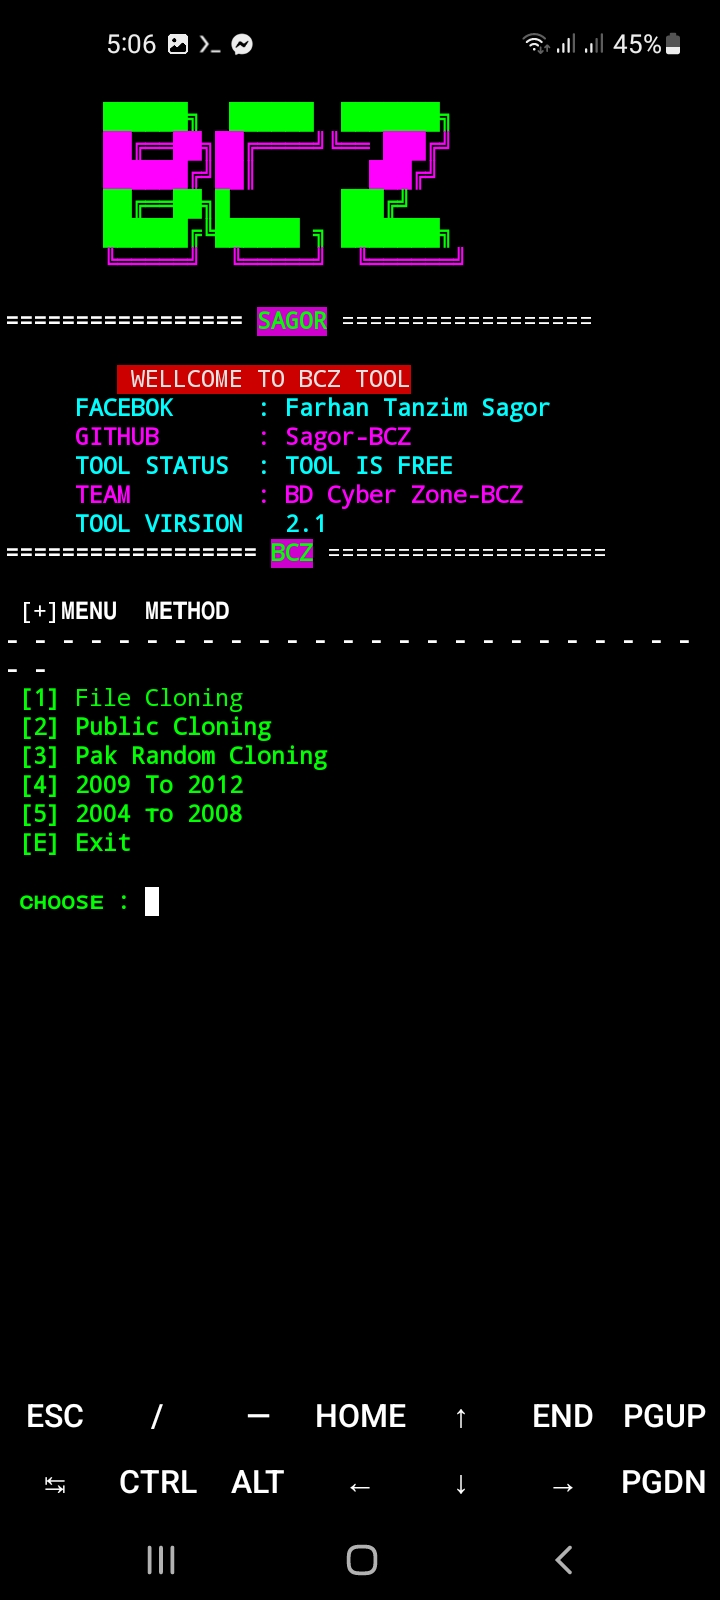 5:06 45%
BCZ
================ SAGOR ==================
WELLCOME TO BCZ TOOL
FACEBOK : Farhan Tanzim Sagor
GITHUB : Sagor-BCZ
TOOL STATUS : TOOL IS FREE
TEAM : BD Cyber Zone-BCZ
TOOL VIRSION 2.1
================== BCZ ====================
[+]MENU METHOD
- - - - - - - - - - - - - - - - - - - - - - - - -
- -
[1] File Cloning
[2] Public Cloning
[3] Pak Random Cloning
[4] 2009 To 2012
[5] 2004 то 2008
[E] Exit
ᴄʜᴏᴏsᴇ :
ESC / — HOME ↑ END PGUP
↹ CTRL ALT ← ↓ → PGDN